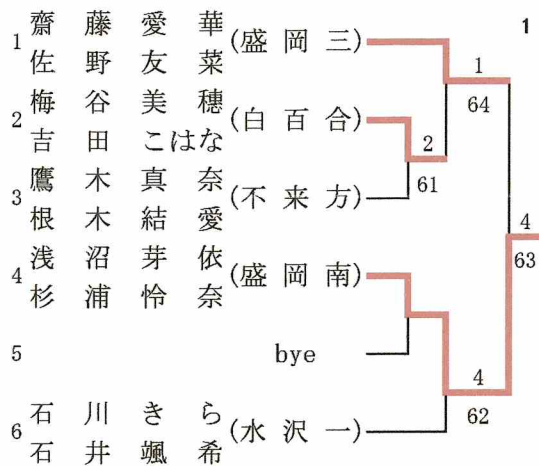 1
1 齋藤愛華 (盛岡三)
佐野友菜
1
64
2 梅谷美穂 (白百合)
吉田こはな
2
61
3 鷹木真奈 (不来方)
根木結愛
4
63
4 浅沼芽依 (盛岡南)
杉浦怜奈
5 bye
4
62
6 石川きら (水沢一)
石井颯希